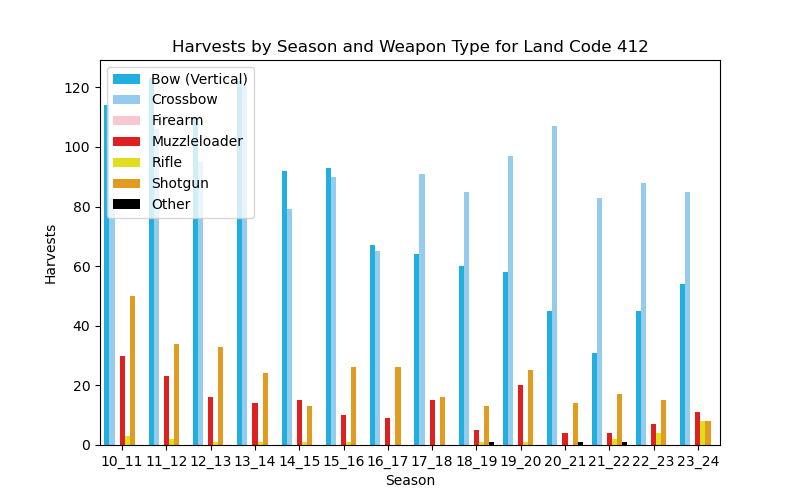 Harvests by Season and Weapon Type for Land Code 412
Bow (Vertical)
Crossbow
Firearm
Muzzleloader
Rifle
Shotgun
Other
120
100
80
60
40
20
0
Harvests
10_11 11_12 12_13 13_14 14_15 15_16 16_17 17_18 18_19 19_20 20_21 21_22 22_23 23_24
Season